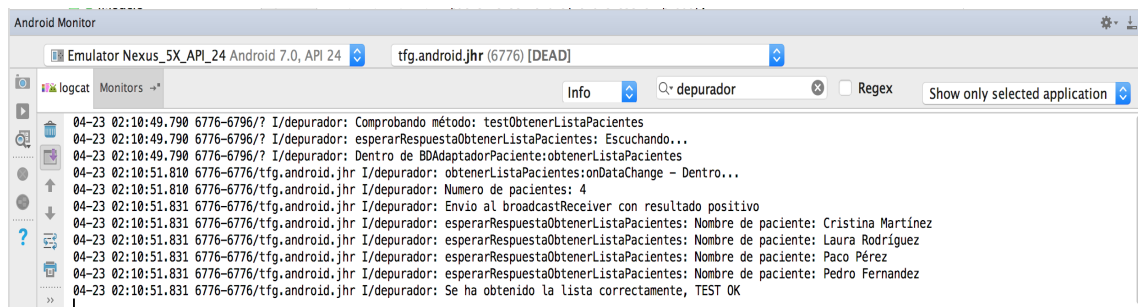 Android Monitor
Emulator Nexus_5X_API_24 Android 7.0, API 24 tfg.android.jhr (6776) [DEAD]
logcat Monitors Info depurador Regex Show only selected application
04-23 02:10:49.790 6776-6796/? I/depurador: Comprobando método: testObtenerListaPacientes
04-23 02:10:49.790 6776-6796/? I/depurador: esperarRespuestaObtenerListaPacientes: Escuchando...
04-23 02:10:49.790 6776-6796/? I/depurador: Dentro de BDAdaptadorPaciente:obtenerListaPacientes
04-23 02:10:51.810 6776-6776/tfg.android.jhr I/depurador: obtenerListaPacientes:onDataChange – Dentro...
04-23 02:10:51.810 6776-6776/tfg.android.jhr I/depurador: Numero de pacientes: 4
04-23 02:10:51.831 6776-6776/tfg.android.jhr I/depurador: Envio al broadcastReceiver con resultado positivo
04-23 02:10:51.831 6776-6776/tfg.android.jhr I/depurador: esperarRespuestaObtenerListaPacientes: Nombre de paciente: Cristina Martínez
04-23 02:10:51.831 6776-6776/tfg.android.jhr I/depurador: esperarRespuestaObtenerListaPacientes: Nombre de paciente: Laura Rodríguez
04-23 02:10:51.831 6776-6776/tfg.android.jhr I/depurador: esperarRespuestaObtenerListaPacientes: Nombre de paciente: Paco Pérez
04-23 02:10:51.831 6776-6776/tfg.android.jhr I/depurador: esperarRespuestaObtenerListaPacientes: Nombre de paciente: Pedro Fernandez
04-23 02:10:51.831 6776-6776/tfg.android.jhr I/depurador: Se ha obtenido la lista correctamente, TEST OK